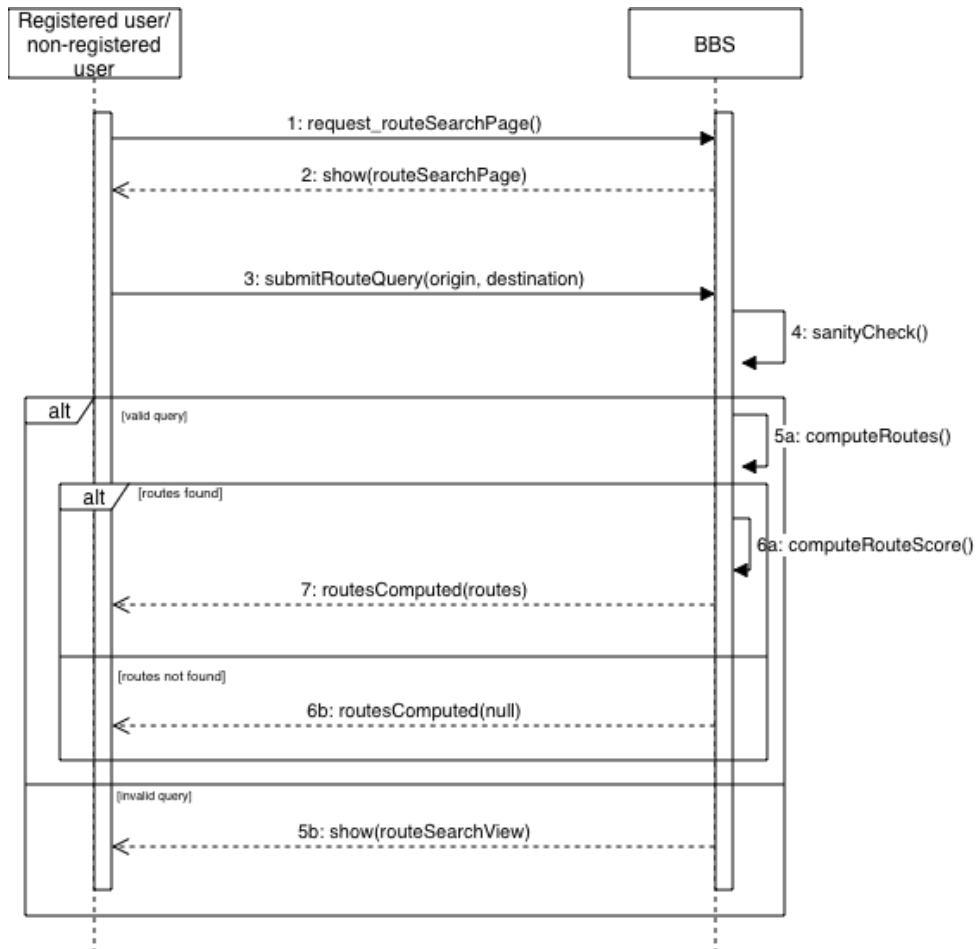 Registered user/
non-registered
user
BBS
1: request_routeSearchPage()
2: show(routeSearchPage)
3: submitRouteQuery(origin, destination)
4: sanityCheck()
alt
[valid query]
5a: computeRoutes()
alt
[routes found]
6a: computeRouteScore()
7: routesComputed(routes)
[routes not found]
6b: routesComputed(null)
[invalid query]
5b: show(routeSearchView)